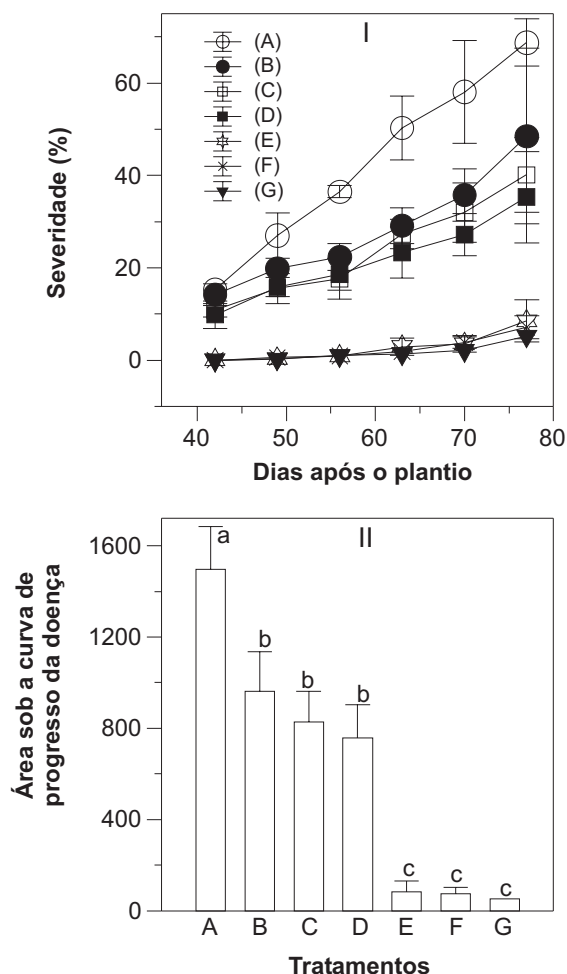 I
(A)
(B)
(C)
(D)
(E)
(F)
(G)
60
40
20
0
Severidade (%)
40 50 60 70 80
Dias após o plantio
II
1600
1200
800
400
0
Área sob a curva de
progresso da doença
a
b
b
b
c
c
c
A B C D E F G
Tratamentos